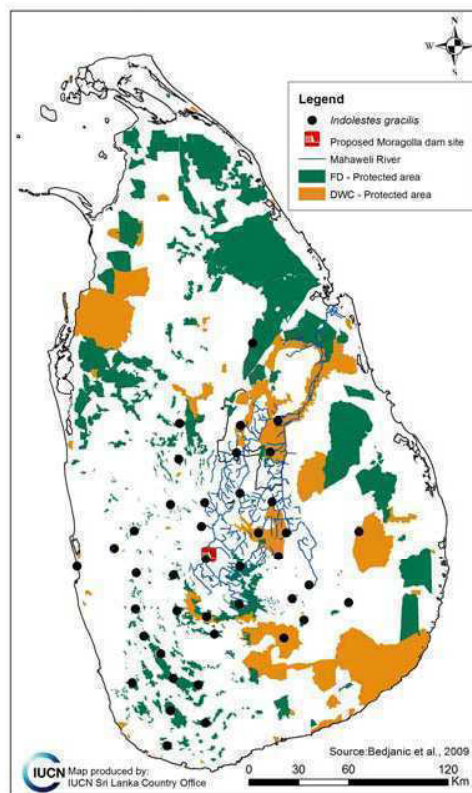 N
W E
S
Legend
Indolestes gracilis
Proposed Moragolla dam site
Mahaweli River
FD - Protected area
DWC - Protected area
Source:Bedjanic et al., 2009
IUCN
Map produced by:
IUCN Sri Lanka Country Office
0 30 60 120
Km